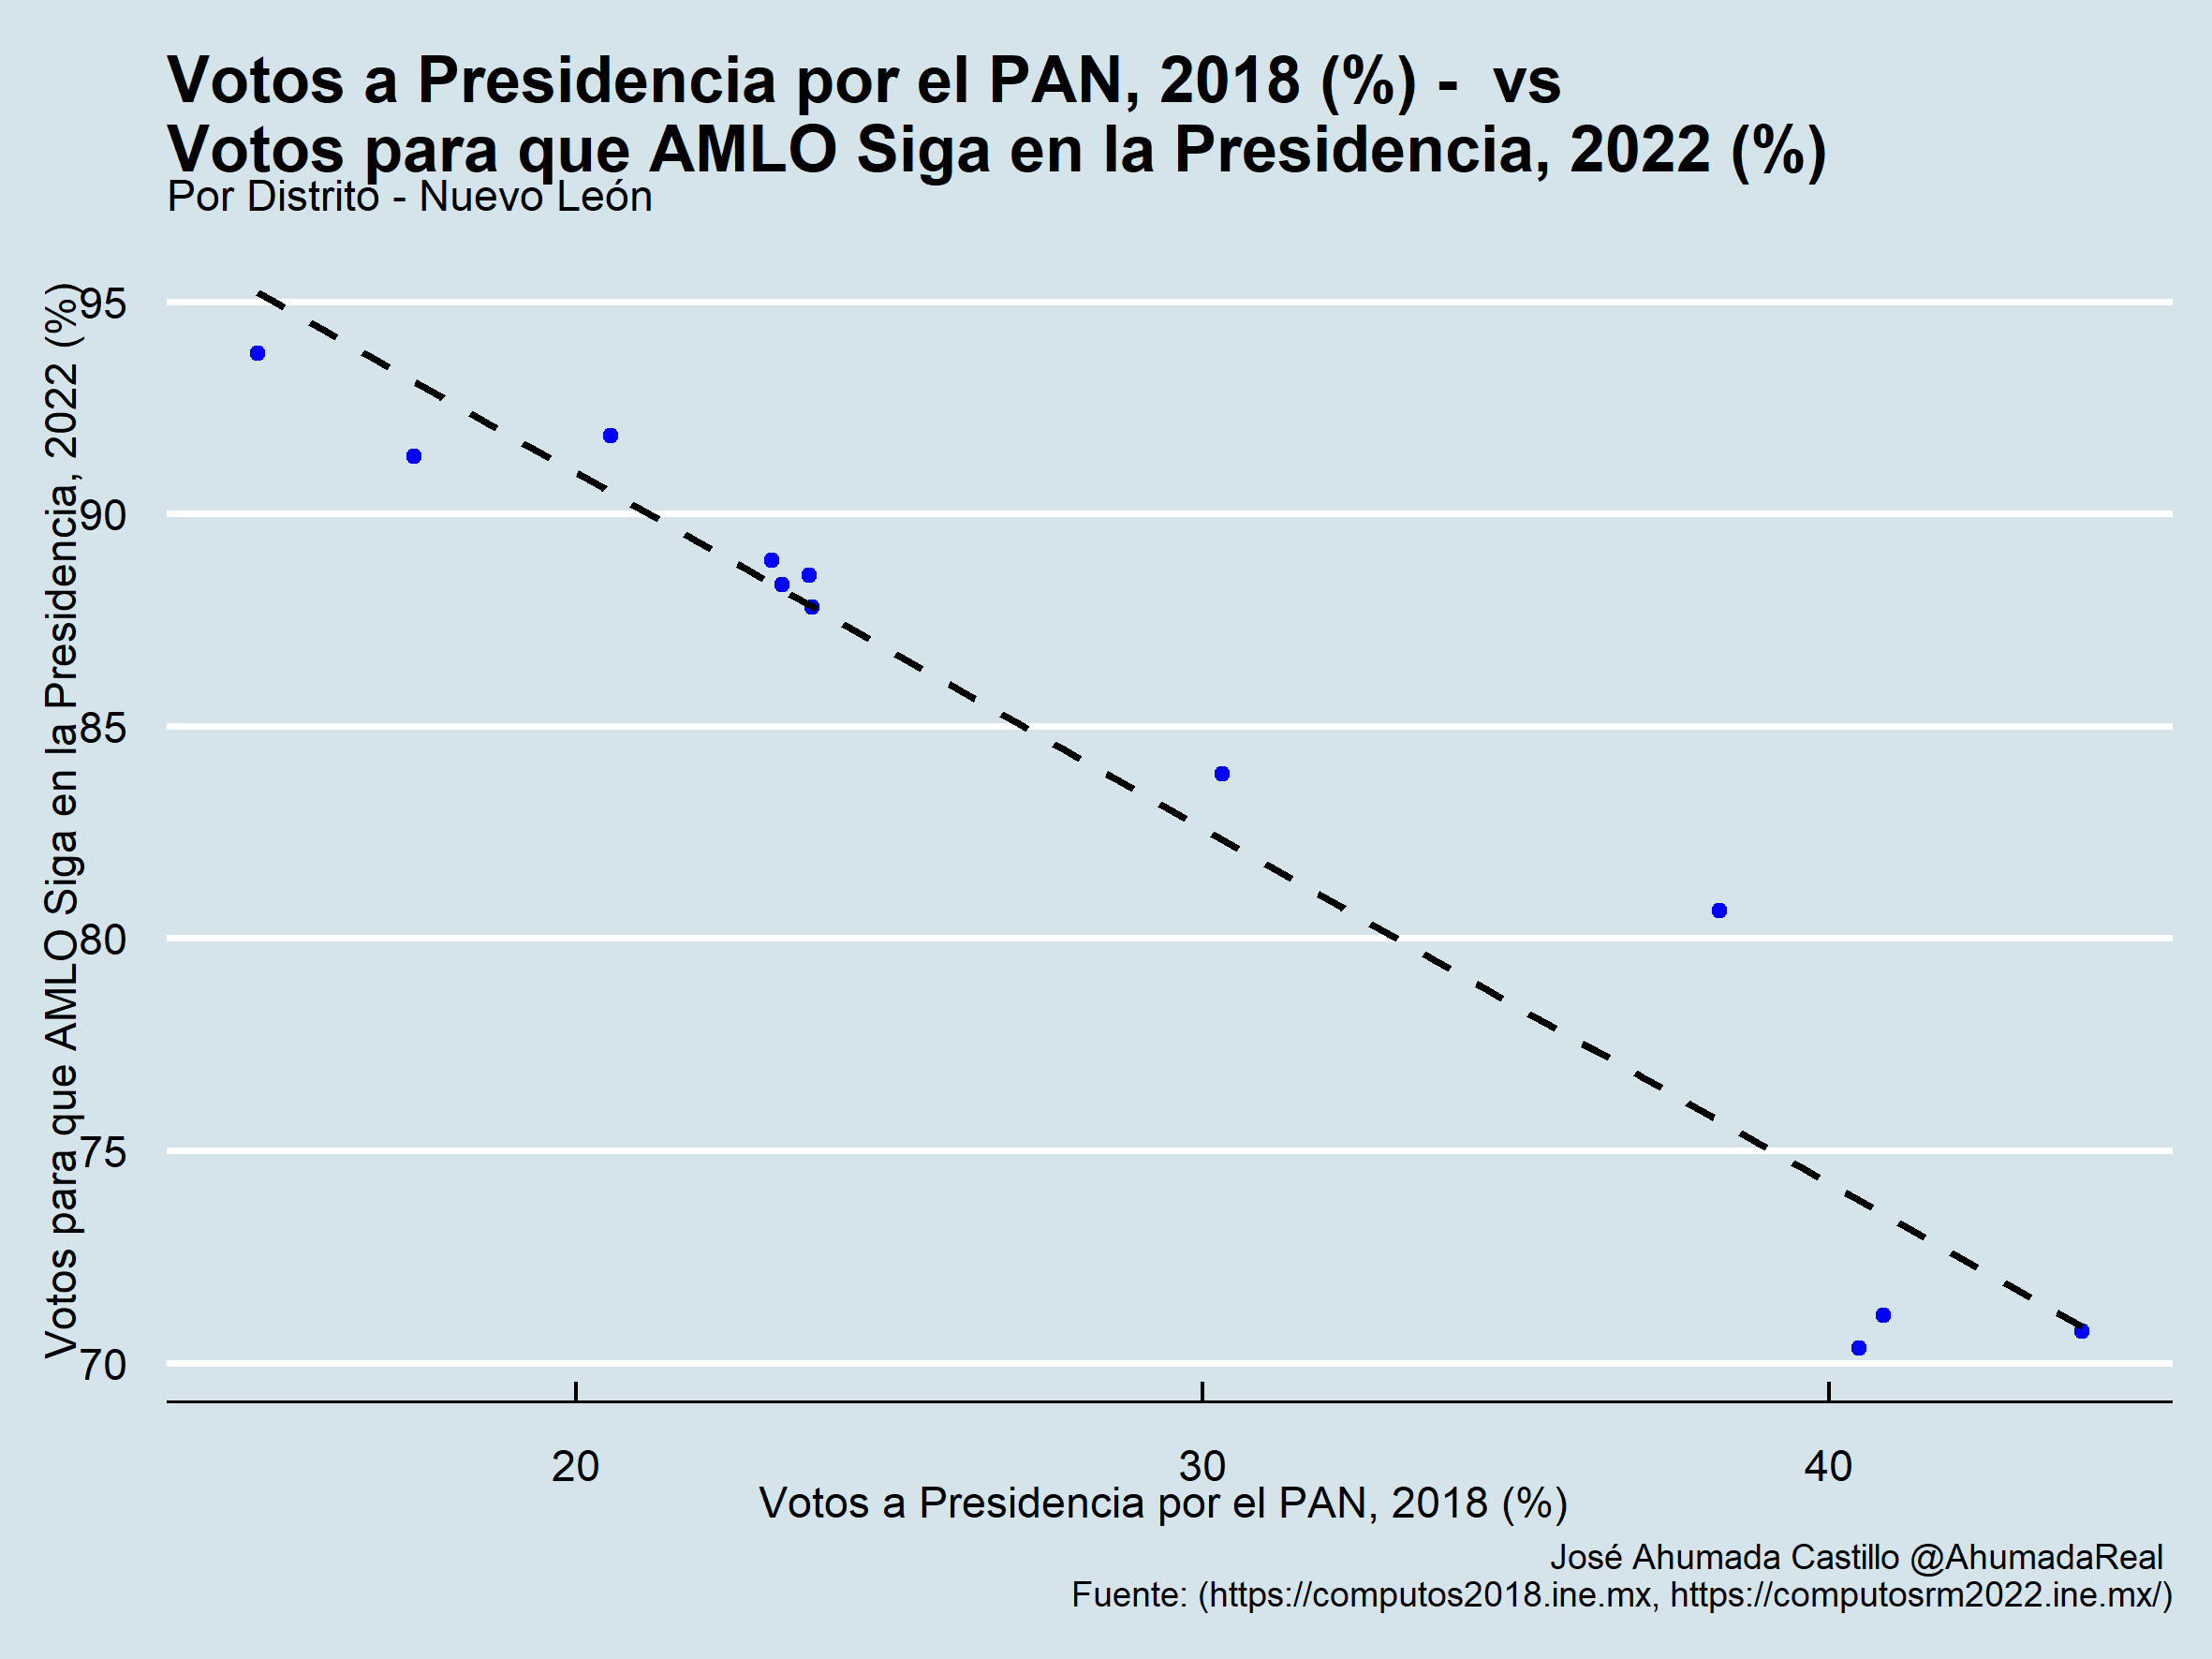 Votos a Presidencia por el PAN, 2018 (%) -  vs
Votos para que AMLO Siga en la Presidencia, 2022 (%)
Por Distrito - Nuevo León
Votos para que AMLO Siga en la Presidencia, 2022 (%)
95
90
85
80
75
70
20 30 40
Votos a Presidencia por el PAN, 2018 (%)
José Ahumada Castillo @AhumadaReal
Fuente: (https://computos2018.ine.mx, https://computosrm2022.ine.mx/)